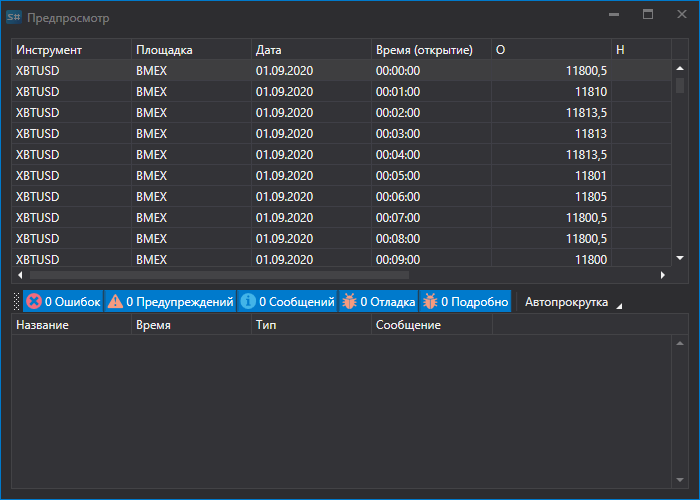 S# Предпросмотр
Инструмент Площадка Дата Время (открытие) O H
XBTUSD BMEX 01.09.2020 00:00:00 11800,5
XBTUSD BMEX 01.09.2020 00:01:00 11810
XBTUSD BMEX 01.09.2020 00:02:00 11813,5
XBTUSD BMEX 01.09.2020 00:03:00 11813
XBTUSD BMEX 01.09.2020 00:04:00 11813,5
XBTUSD BMEX 01.09.2020 00:05:00 11801
XBTUSD BMEX 01.09.2020 00:06:00 11805
XBTUSD BMEX 01.09.2020 00:07:00 11800,5
XBTUSD BMEX 01.09.2020 00:08:00 11800,5
XBTUSD BMEX 01.09.2020 00:09:00 11800
0 Ошибок 0 Предупреждений 0 Сообщений 0 Отладка 0 Подробно Автопрокрутка
Название Время Тип Сообщение